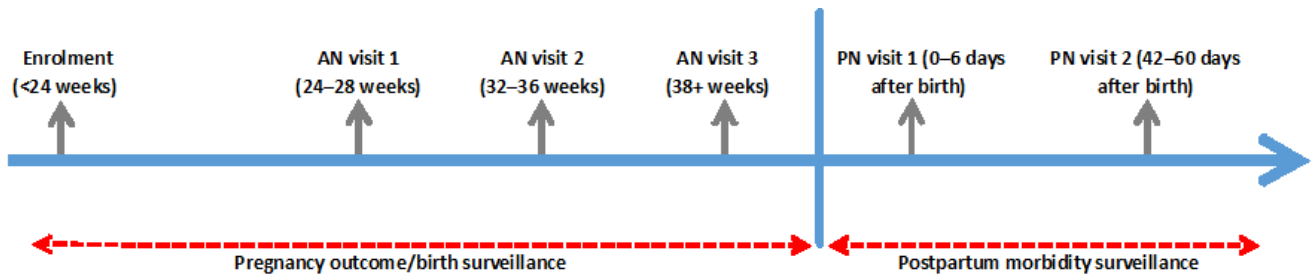 Enrolment
(<24 weeks)
AN visit 1
(24–28 weeks)
AN visit 2
(32–36 weeks)
AN visit 3
(38+ weeks)
PN visit 1 (0–6 days
after birth)
PN visit 2 (42–60 days
after birth)
Pregnancy outcome/birth surveillance
Postpartum morbidity surveillance